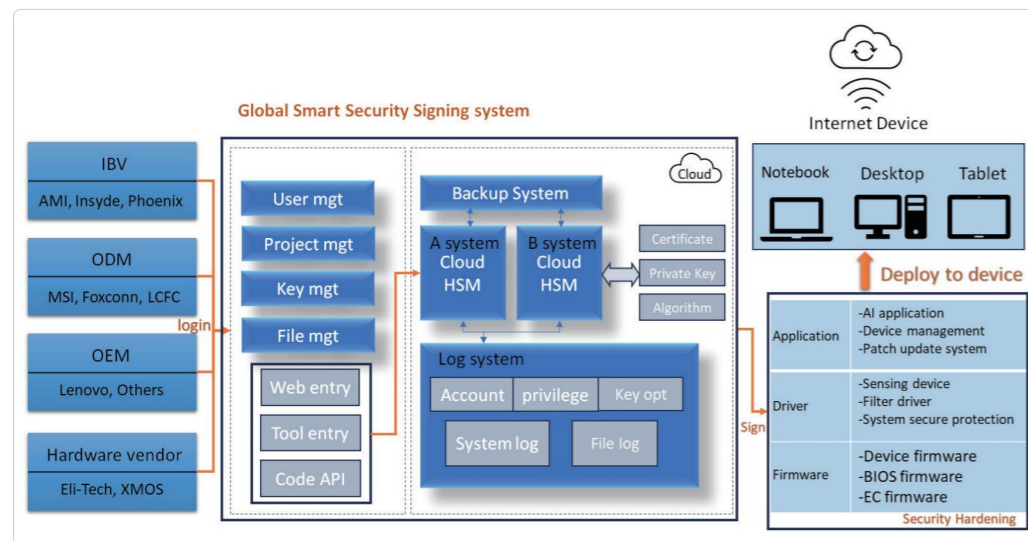 Global Smart Security Signing system
IBV
AMI, Insyde, Phoenix
ODM
MSI, Foxconn, LCFC
OEM
Lenovo, Others
Hardware vendor
Eli-Tech, XMOS
login
User mgt
Project mgt
Key mgt
File mgt
Web entry
Tool entry
Code API
Cloud
Backup System
A system
Cloud
HSM
B system
Cloud
HSM
Certificate
Private Key
Algorithm
Log system
Account
privilege
Key opt
System log
File log
Sign
Internet Device
Notebook
Desktop
Tablet
Deploy to device
Application
-AI application
-Device management
-Patch update system
Driver
-Sensing device
-Filter driver
-System secure protection
Firmware
-Device firmware
-BIOS firmware
-EC firmware
Security Hardening